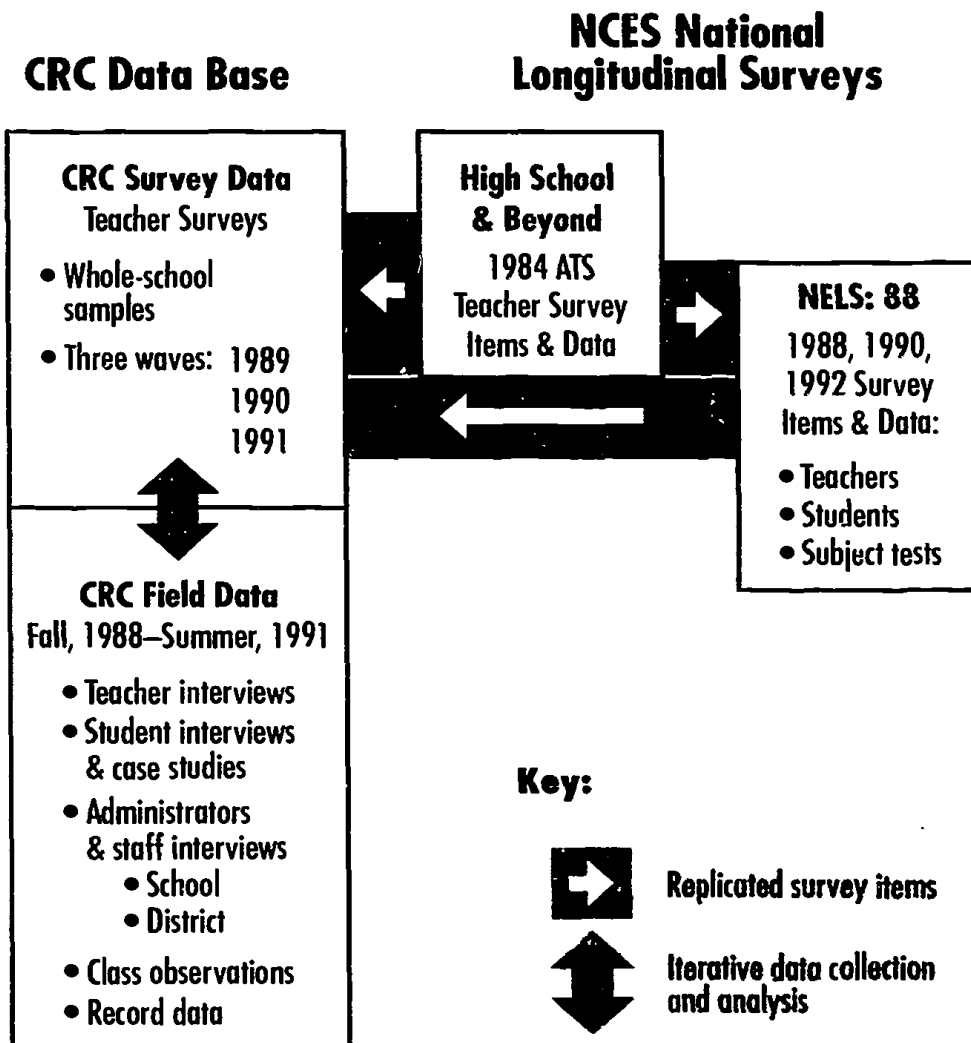 CRC Data Base
NCES National
Longitudinal Surveys
CRC Survey Data
Teacher Surveys
• Whole-school
samples
• Three waves: 1989
1990
1991
High School
& Beyond
1984 ATS
Teacher Survey
Items & Data
NELS: 88
1988, 1990,
1992 Survey
Items & Data:
• Teachers
• Students
• Subject tests
CRC Field Data
Fall, 1988–Summer, 1991
• Teacher interviews
• Student interviews
& case studies
• Administrators
& staff interviews
• School
• District
• Class observations
• Record data
Key:
Replicated survey items
Iterative data collection
and analysis